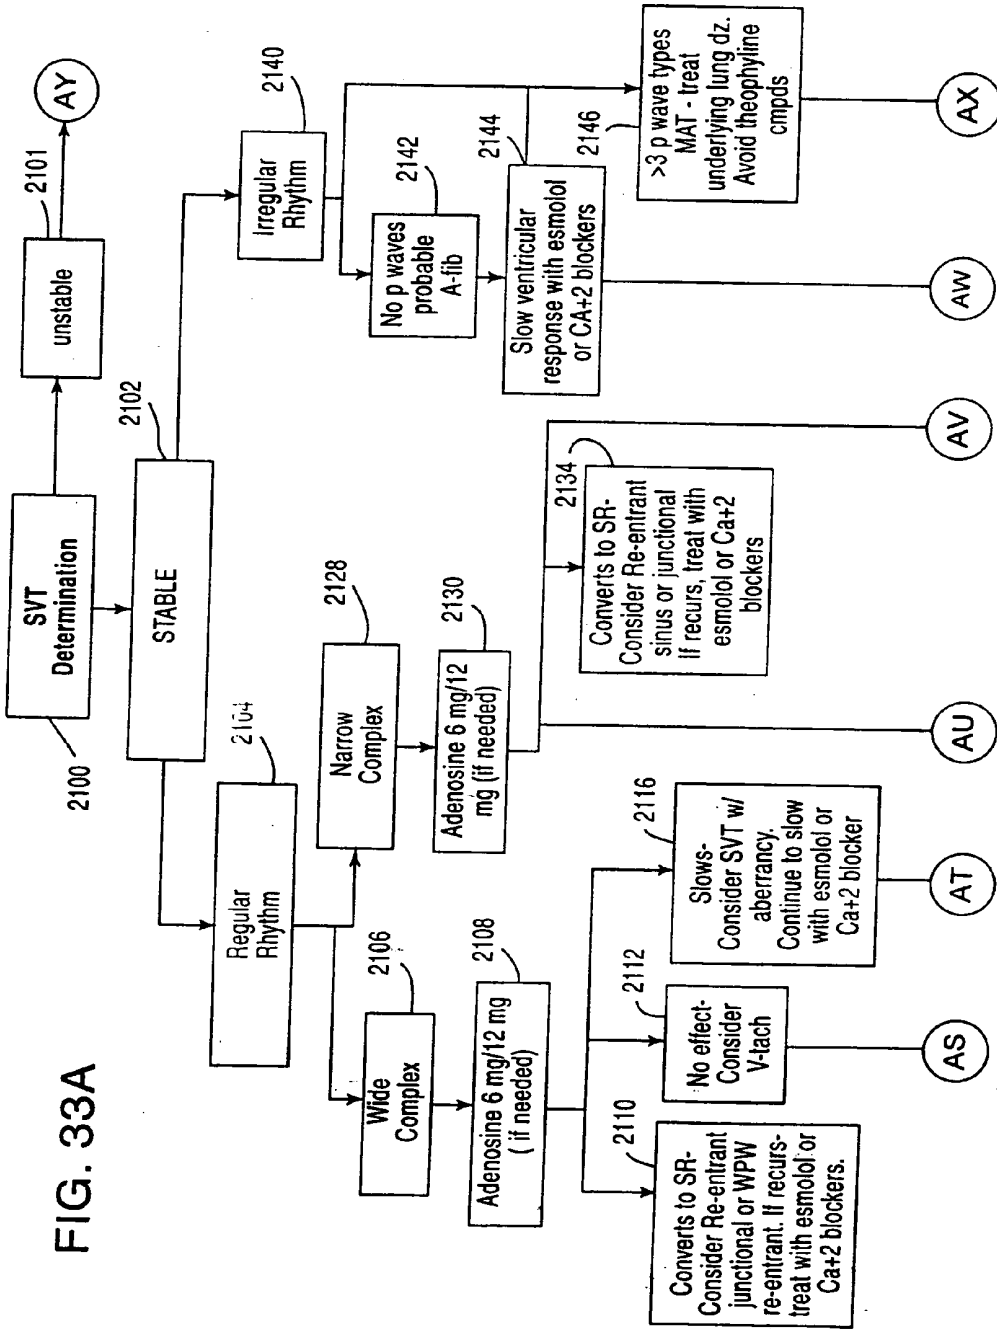 FIG. 33A
SVT
Determination
2100
unstable
2101
AY
STABLE
2102
Regular
Rhythm
2104
Irregular
Rhythm
2140
Wide
Complex
2106
Narrow
Complex
2128
No p waves
probable
A-fib
2142
Adenosine 6 mg/12 mg
( if needed)
2108
Adenosine 6 mg/12
mg (if needed)
2130
Slow ventricular
response with esmolol
or CA+2 blockers
2144
>3 p wave types
MAT - treat
underlying lung dz.
Avoid theophyline
cmpds
2146
Converts to SR-
Consider Re-entrant
junctional or WPW
re-entrant. If recurs-
treat with esmolol or
Ca+2 blockers.
2110
No effect-
Consider
V-tach
2112
Slows-
Consider SVT w/
aberrancy.
Continue to slow
with esmolol or
Ca+2 blocker
2116
Converts to SR-
Consider Re-entrant
sinus or junctional
If recurs, treat with
esmolol or Ca+2
blockers
2134
AS
AT
AU
AV
AW
AX